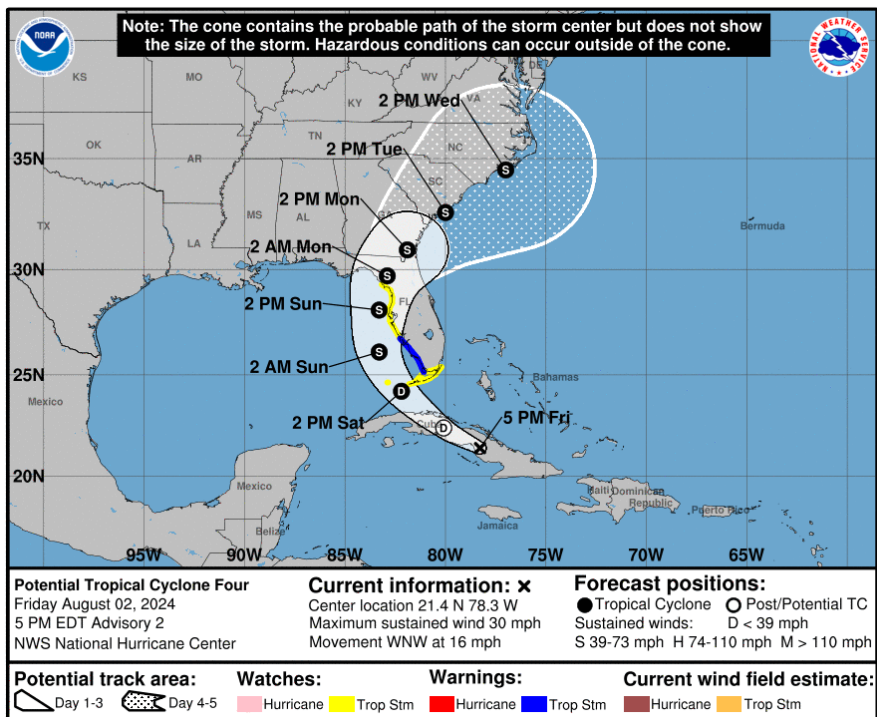 Note: The cone contains the probable path of the storm center but does not show
the size of the storm. Hazardous conditions can occur outside of the cone.
NOAA
NATIONAL WEATHER SERVICE
KS
MO
WV
VA
DE
KY
2 PM Wed
OK
AR
TN
NC
35N
2 PM Tue
SC
TX
LA
MS
AL
GA
2 PM Mon
Bermuda
2 AM Mon
30N
FL
2 PM Sun
2 AM Sun
25N
Bahamas
Mexico
2 PM Sat
Cuba
5 PM Fri
20N
Mexico
Belize
Jamaica
Haiti
Dominican
Republic
Puerto Rico
S
S
S
S
S
S
S
D
D
95W 90W 85W 80W 75W 70W 65W
Potential Tropical Cyclone Four
Friday August 02, 2024
5 PM EDT Advisory 2
NWS National Hurricane Center
Current information: ×
Center location 21.4 N 78.3 W
Maximum sustained wind 30 mph
Movement WNW at 16 mph
Forecast positions:
Tropical Cyclone Post/Potential TC
Sustained winds: D < 39 mph
S 39-73 mph H 74-110 mph M > 110 mph
Potential track area:
Day 1-3 Day 4-5
Watches:
Hurricane Trop Stm
Warnings:
Hurricane Trop Stm
Current wind field estimate:
Hurricane Trop Stm